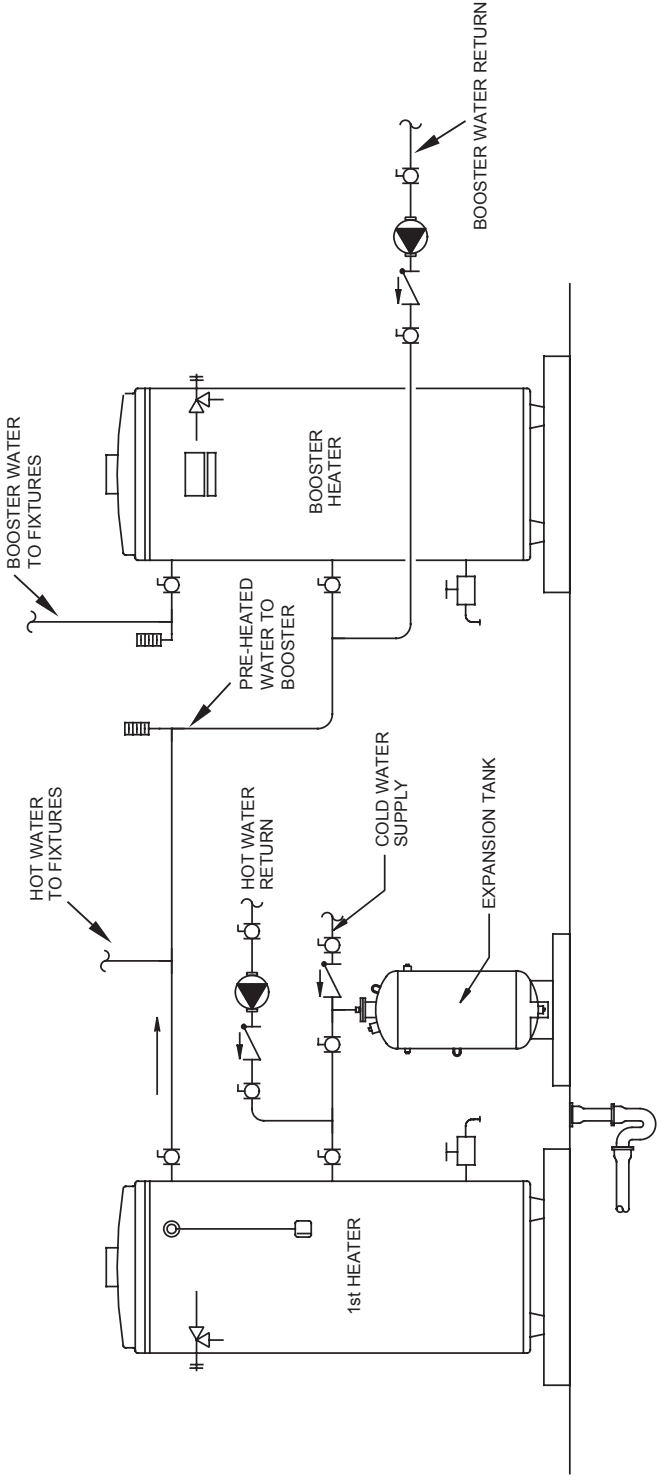 HOT WATER
TO FIXTURES
BOOSTER WATER
TO FIXTURES
HOT WATER
RETURN
PRE-HEATED
WATER TO
BOOSTER
COLD WATER
SUPPLY
1st HEATER
BOOSTER
HEATER
EXPANSION TANK
BOOSTER WATER RETURN